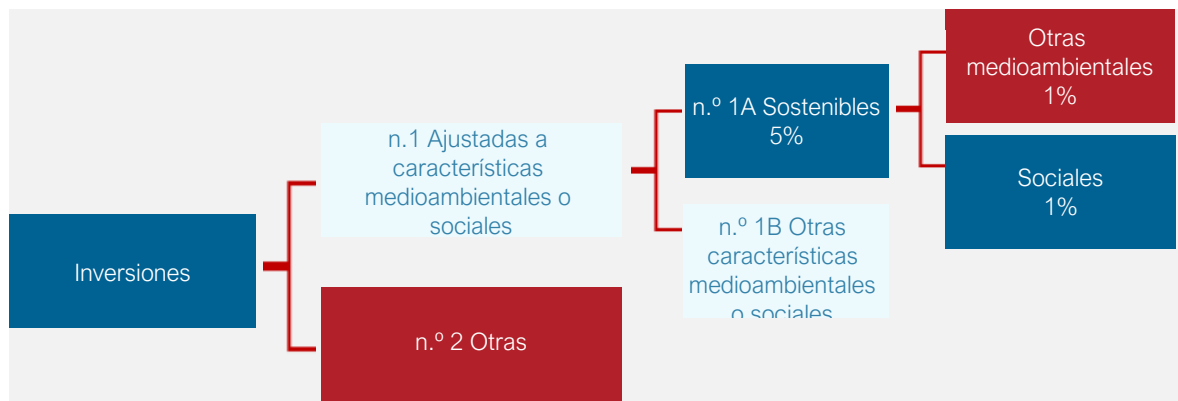 Inversiones
n.1 Ajustadas a
características
medioambientales o
sociales
n.º 2 Otras
n.º 1A Sostenibles
5%
n.º 1B Otras
características
medioambientales
o sociales
Otras
medioambientales
1%
Sociales
1%